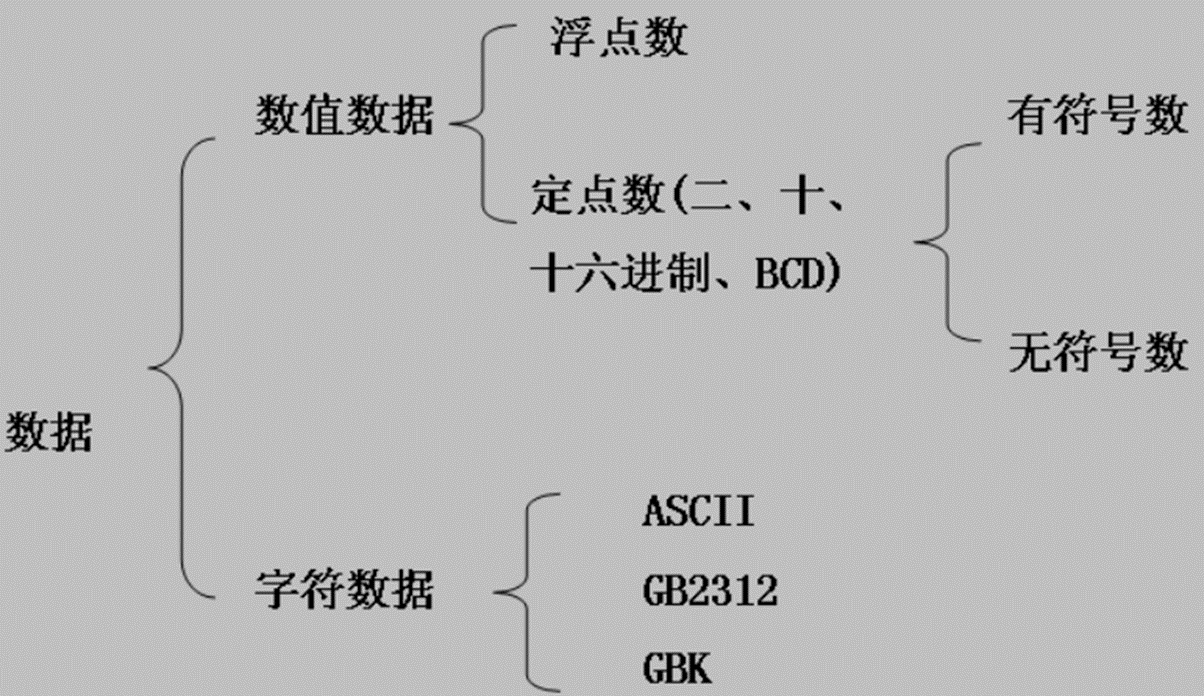 浮点数
数值数据
有符号数
定点数(二、十、
十六进制、BCD)
无符号数
数据
ASCII
字符数据
GB2312
GBK